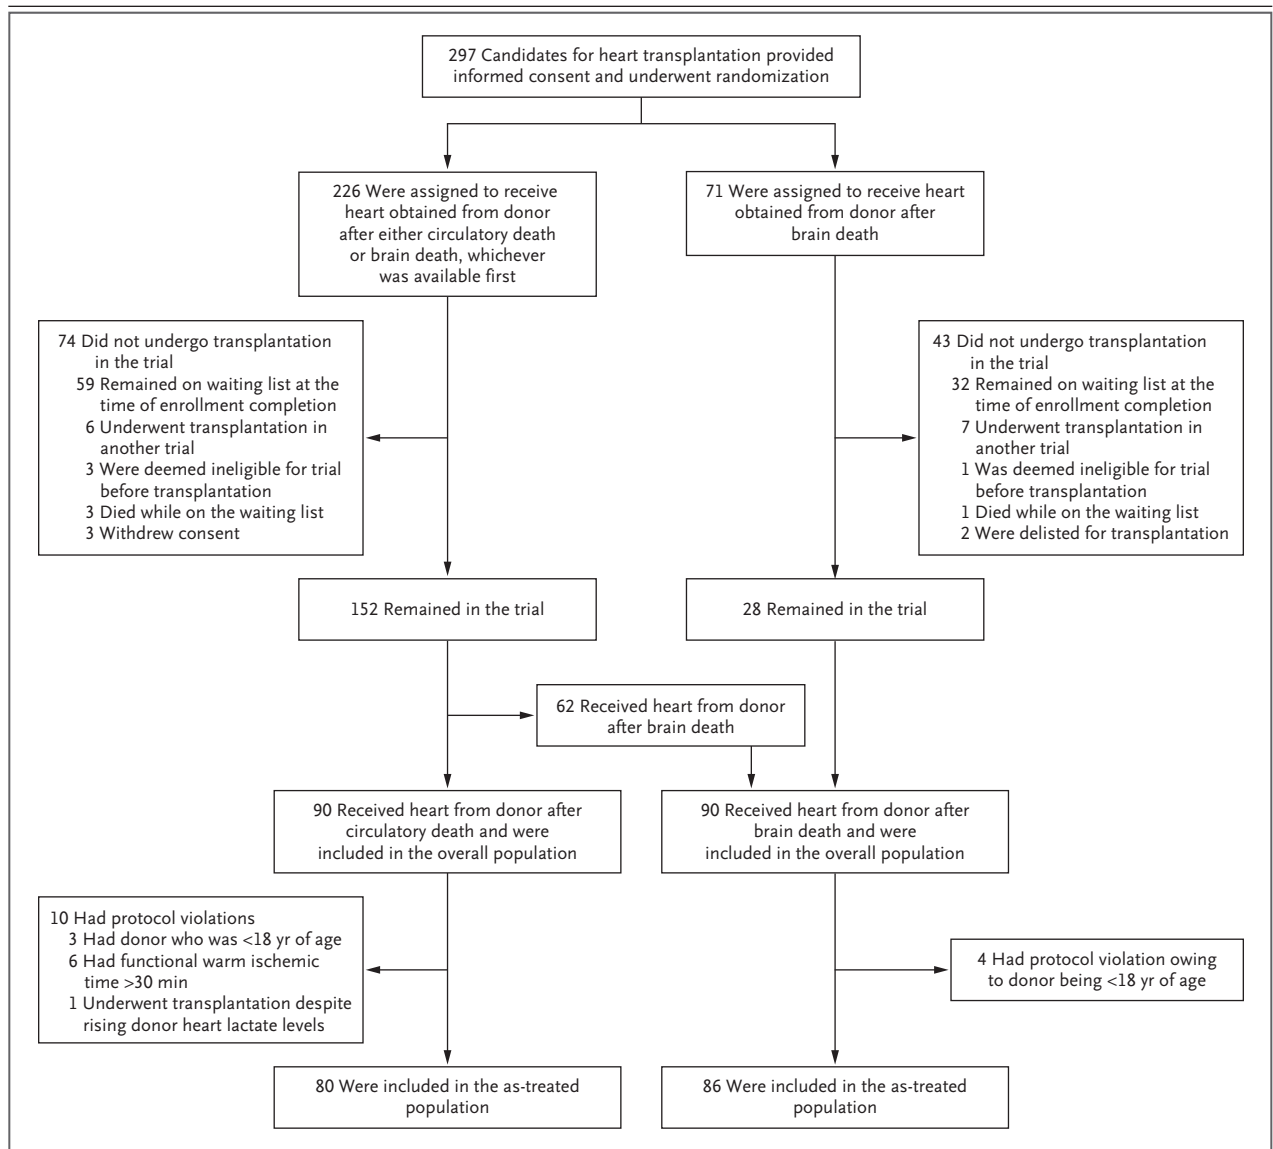 297 Candidates for heart transplantation provided
informed consent and underwent randomization
226 Were assigned to receive
heart obtained from donor
after either circulatory death
or brain death, whichever
was available first
71 Were assigned to receive heart
obtained from donor after
brain death
74 Did not undergo transplantation
in the trial
59 Remained on waiting list at the
time of enrollment completion
6 Underwent transplantation in
another trial
3 Were deemed ineligible for trial
before transplantation
3 Died while on the waiting list
3 Withdrew consent
43 Did not undergo transplantation
in the trial
32 Remained on waiting list at the
time of enrollment completion
7 Underwent transplantation in
another trial
1 Was deemed ineligible for trial
before transplantation
1 Died while on the waiting list
2 Were delisted for transplantation
152 Remained in the trial
28 Remained in the trial
62 Received heart from donor
after brain death
90 Received heart from donor after
circulatory death and were
included in the overall population
90 Received heart from donor after
brain death and were
included in the overall population
10 Had protocol violations
3 Had donor who was <18 yr of age
6 Had functional warm ischemic
time >30 min
1 Underwent transplantation despite
rising donor heart lactate levels
4 Had protocol violation owing
to donor being <18 yr of age
80 Were included in the as-treated
population
86 Were included in the as-treated
population